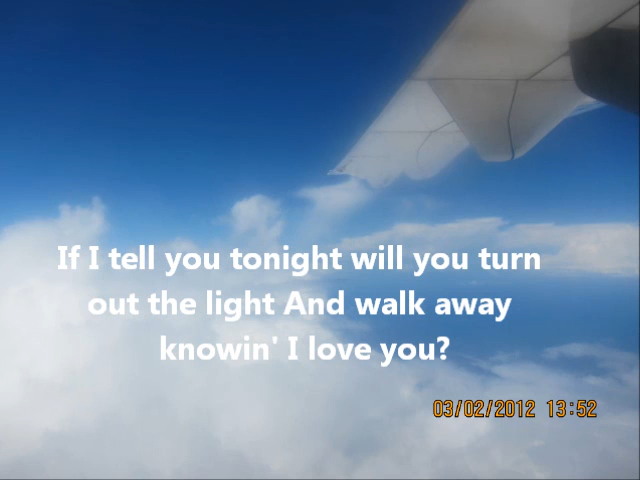 If I tell you tonight will you turn
out the light And walk away
knowin' I love you?
03/02/2012 13:52